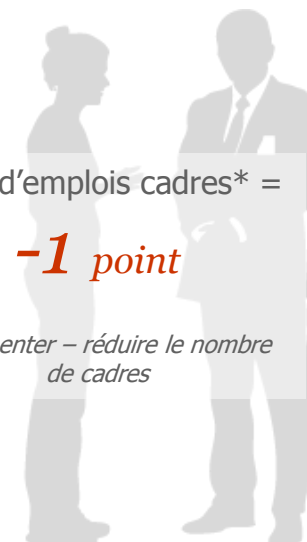 d'emplois cadres* =
-1 point
enter – réduire le nombre
de cadres